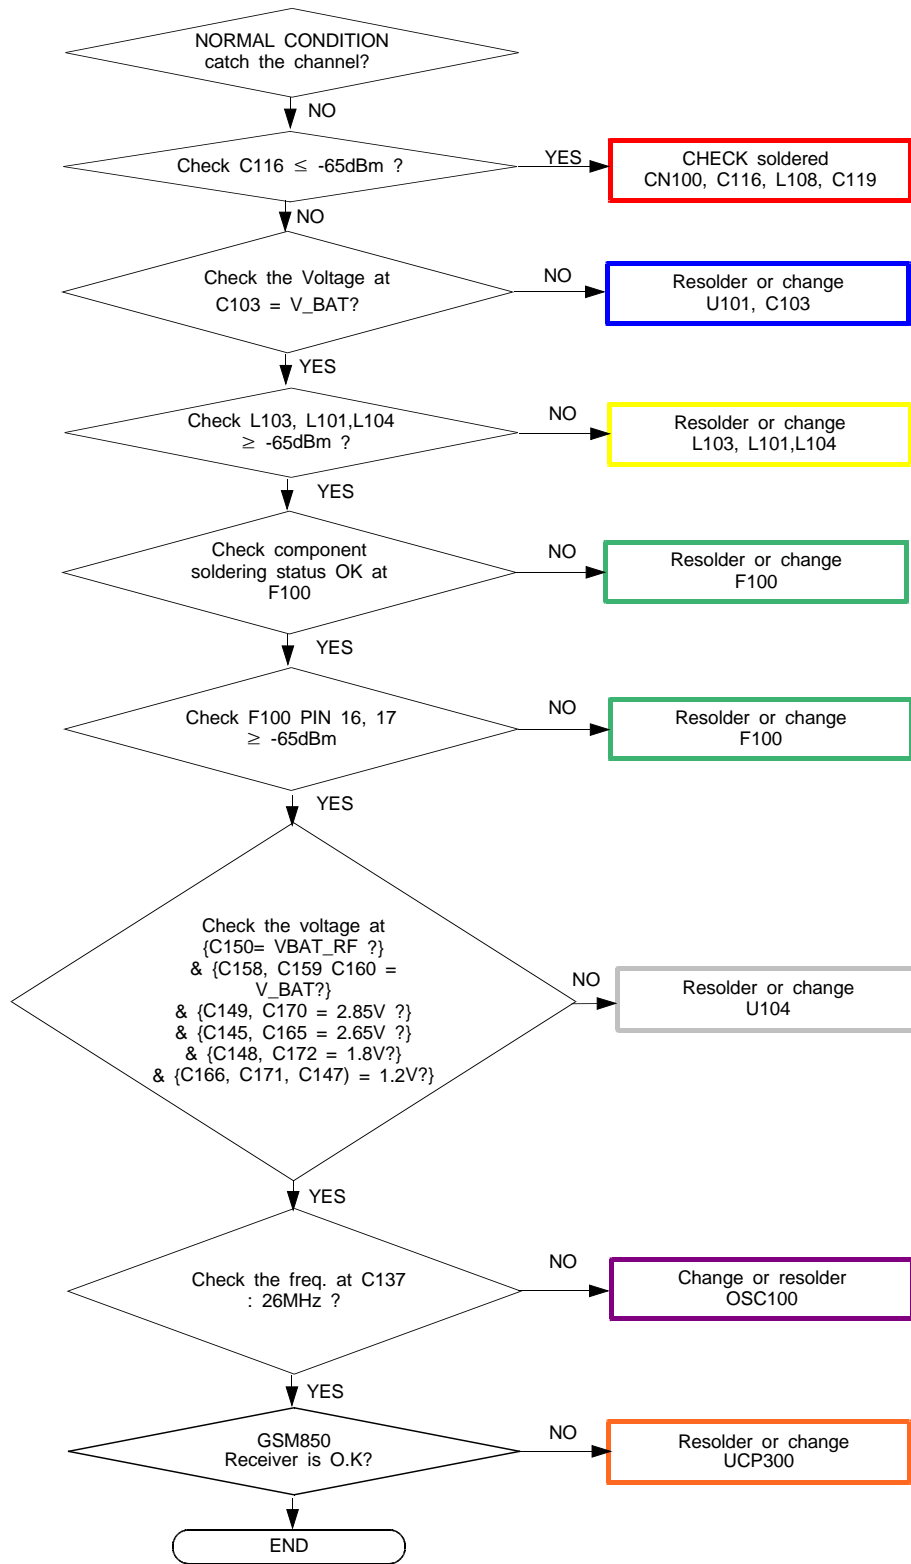 NORMAL CONDITION
catch the channel?
NO
Check C116 ≤ -65dBm ?
YES
CHECK soldered
CN100, C116, L108, C119
NO
Check the Voltage at
C103 = V_BAT?
NO
Resolder or change
U101, C103
YES
Check L103, L101,L104
≥ -65dBm ?
NO
Resolder or change
L103, L101,L104
YES
Check component
soldering status OK at
F100
NO
Resolder or change
F100
YES
Check F100 PIN 16, 17
≥ -65dBm
NO
Resolder or change
F100
YES
Check the voltage at
{C150= VBAT_RF ?}
& {C158, C159 C160 =
V_BAT?}
& {C149, C170 = 2.85V ?}
& {C145, C165 = 2.65V ?}
& {C148, C172 = 1.8V?}
& {C166, C171, C147) = 1.2V?}
NO
Resolder or change
U104
YES
Check the freq. at C137
: 26MHz ?
NO
Change or resolder
OSC100
YES
GSM850
Receiver is O.K?
NO
Resolder or change
UCP300
END